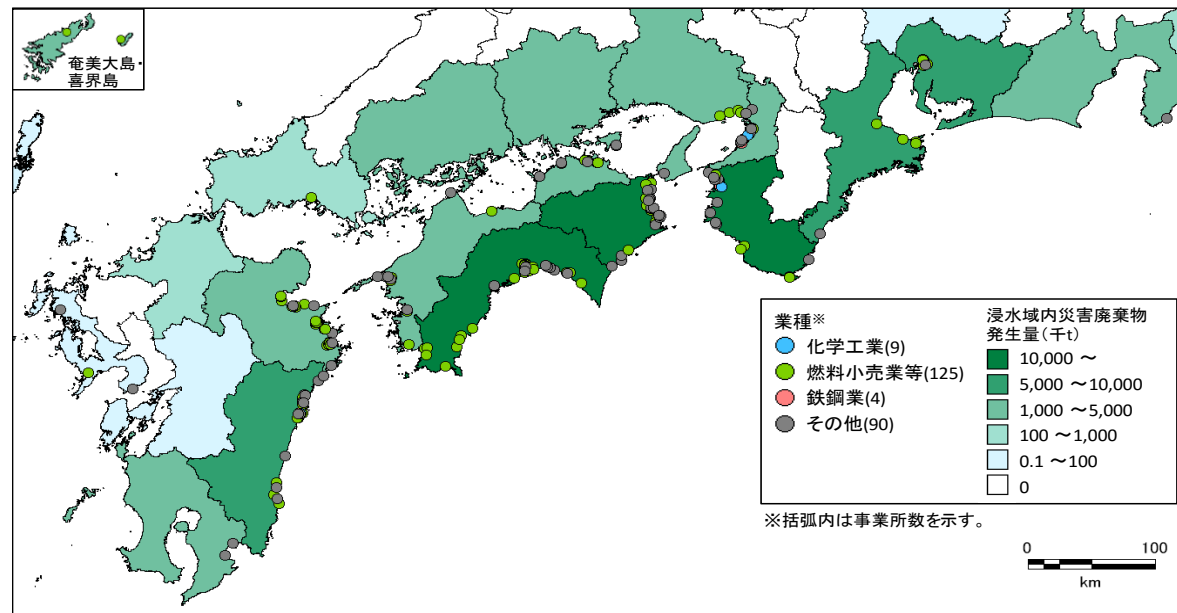 奄美大島・
喜界島
業種※
化学工業(9)
燃料小売業等(125)
鉄鋼業(4)
その他(90)
浸水域内災害廃棄物
発生量(千t)
10,000 ～
5,000 ～10,000
1,000 ～5,000
100 ～1,000
0.1 ～100
0
※括弧内は事業所数を示す。
0 100
km